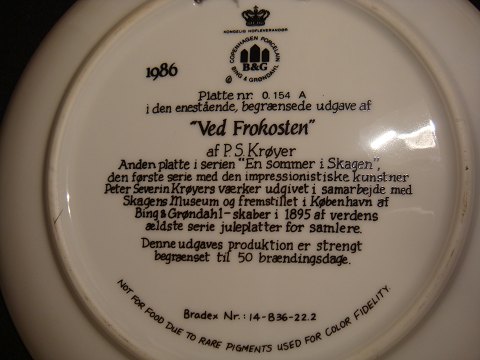 KONGELIG HOFLEVERANDØR
COPENHAGEN PORCELAIN
B&G
BING & GRØNDAHL
1986
Platte nr. 0.154 A
i den enestående, begrænsede udgave af
"Ved Frokosten"
af P.S. Krøyer
Anden platte i serien "En sommer i Skagen",
den første serie med den impressionistiske kunstner
Peter Severin Krøyers værker udgivet i samarbejde med
Skagens Museum og fremstillet i København af
Bing & Grøndahl - skaber i 1895 af verdens
ældste serie juleplatter for samlere.
Denne udgaves produktion er strengt
begrænset til 50 brændingsdage.
NOT FOR FOOD DUE TO RARE PIGMENTS USED FOR COLOR FIDELITY.
Bradex Nr.: 14-B36-22.2